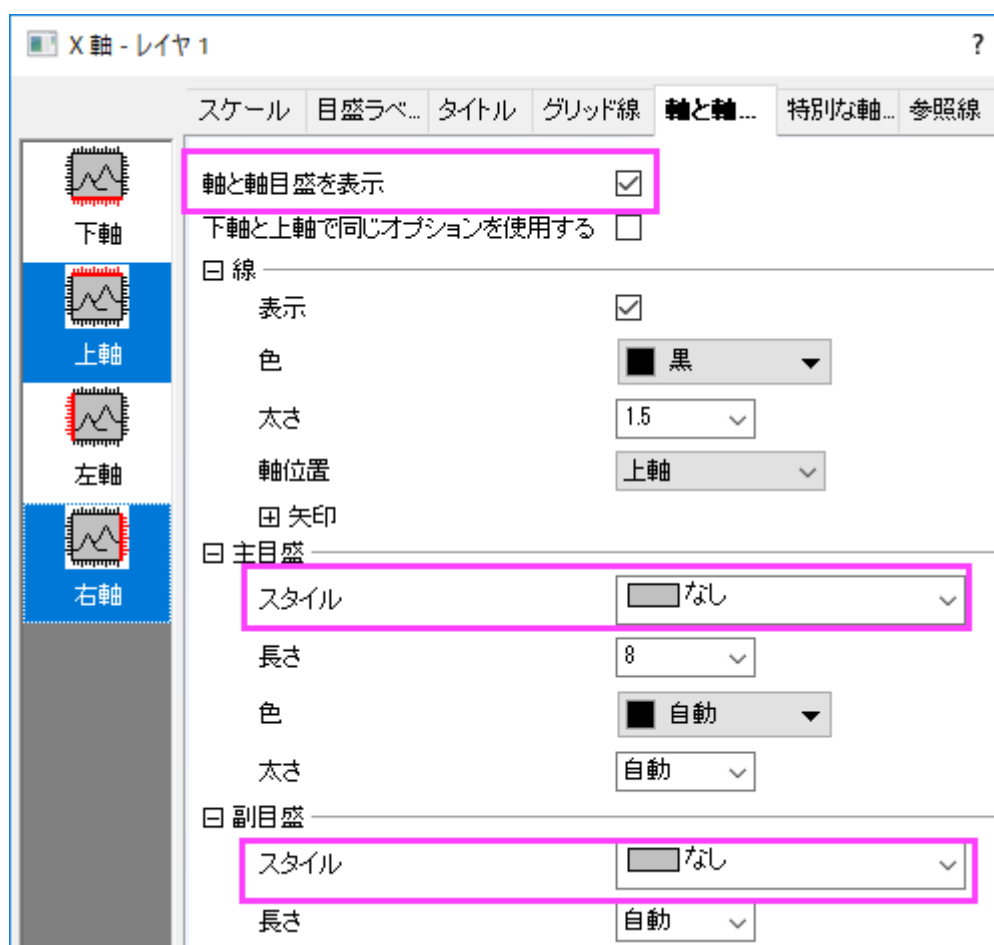 X 軸 - レイヤ 1 ?
スケール 目盛ラベ... タイトル グリッド線 軸と軸... 特別な軸... 参照線
下軸
上軸
左軸
右軸
軸と軸目盛を表示
下軸と上軸で同じオプションを使用する
線
表示
色 黒
太さ 1.5
軸位置 上軸
矢印
主目盛
スタイル なし
長さ 8
色 自動
太さ 自動
副目盛
スタイル なし
長さ 自動